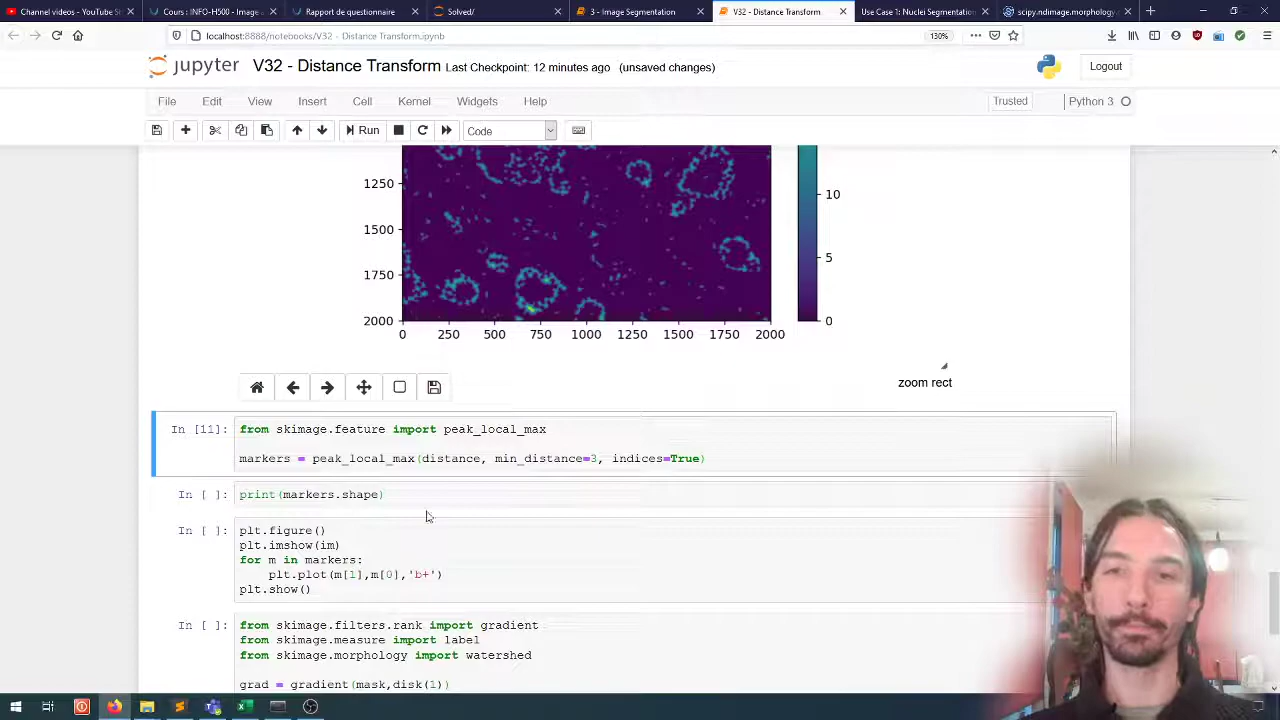 Channel videos - YouTube St
Cours : INFO-H500 - Image
Rapport de questionnaire
Solved/
3 - Image Segmentation
V32 - Distance Transform
Use Case 1: Nuclei Segmentation
scipy.ndimage.morphology.d
localhost:8888/notebooks/V32 - Distance Transform.ipynb
130%
jupyter V32 - Distance Transform Last Checkpoint: 12 minutes ago (unsaved changes)
Logout
File Edit View Insert Cell Kernel Widgets Help
Trusted
Python 3
Run
Code
1250
1500
1750
2000
0 250 500 750 1000 1250 1500 1750 2000
10
5
0
zoom rect
In [11]: from skimage.feature import peak_local_max
markers = peak_local_max(distance, min_distance=3, indices=True)
In [ ]: print(markers.shape)
In [ ]: plt.figure()
plt.imshow(im)
for m in markers:
plt.plot(m[1],m[0],'b+')
plt.show()
In [ ]: from skimage.filters.rank import gradient
from skimage.measure import label
from skimage.morphology import watershed
grad = gradient(mask,disk(1))